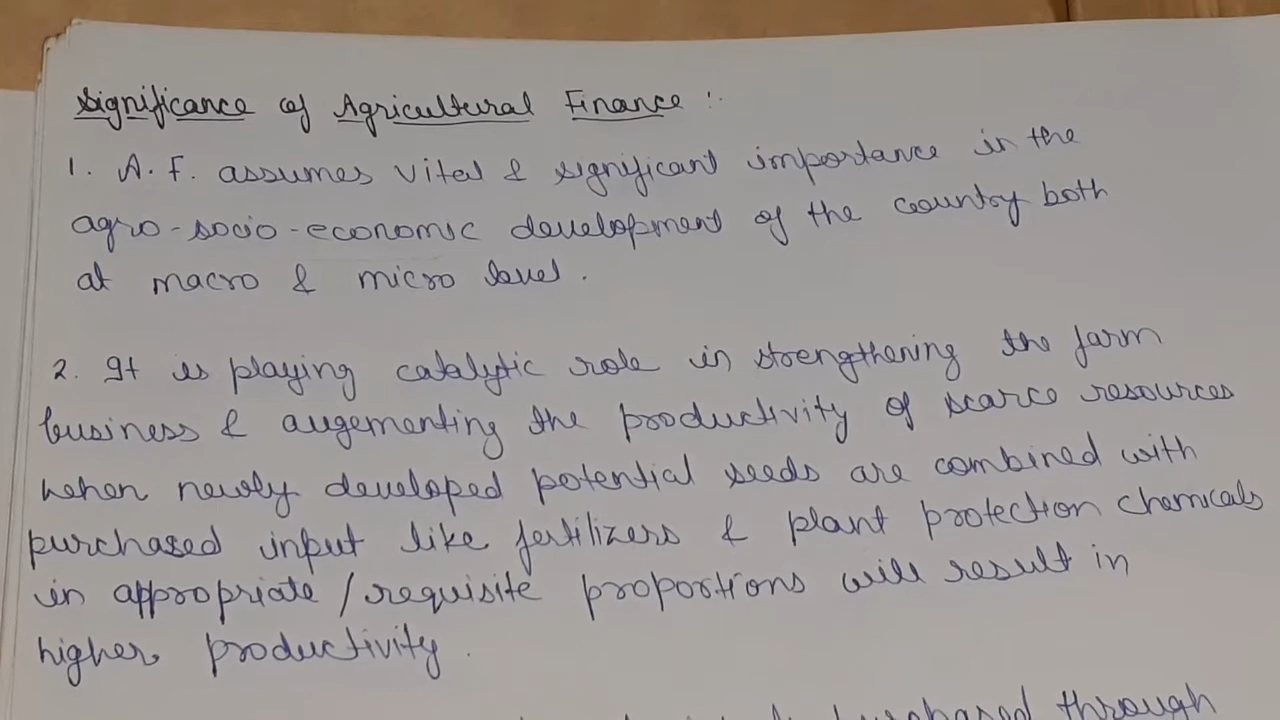 Significance of Agricultural Finance :
1. A.F. assumes vital & significant importance in the
agro-socio-economic development of the country both
at macro & micro level.
2. It is playing catalytic role in strengthening the farm
business & augementing the productivity of scarce resources
when newly developed potential seeds are combined with
purchased input like fertilizers & plant protection chemicals
in appropriate / requisite proportions will result in
higher productivity.
through